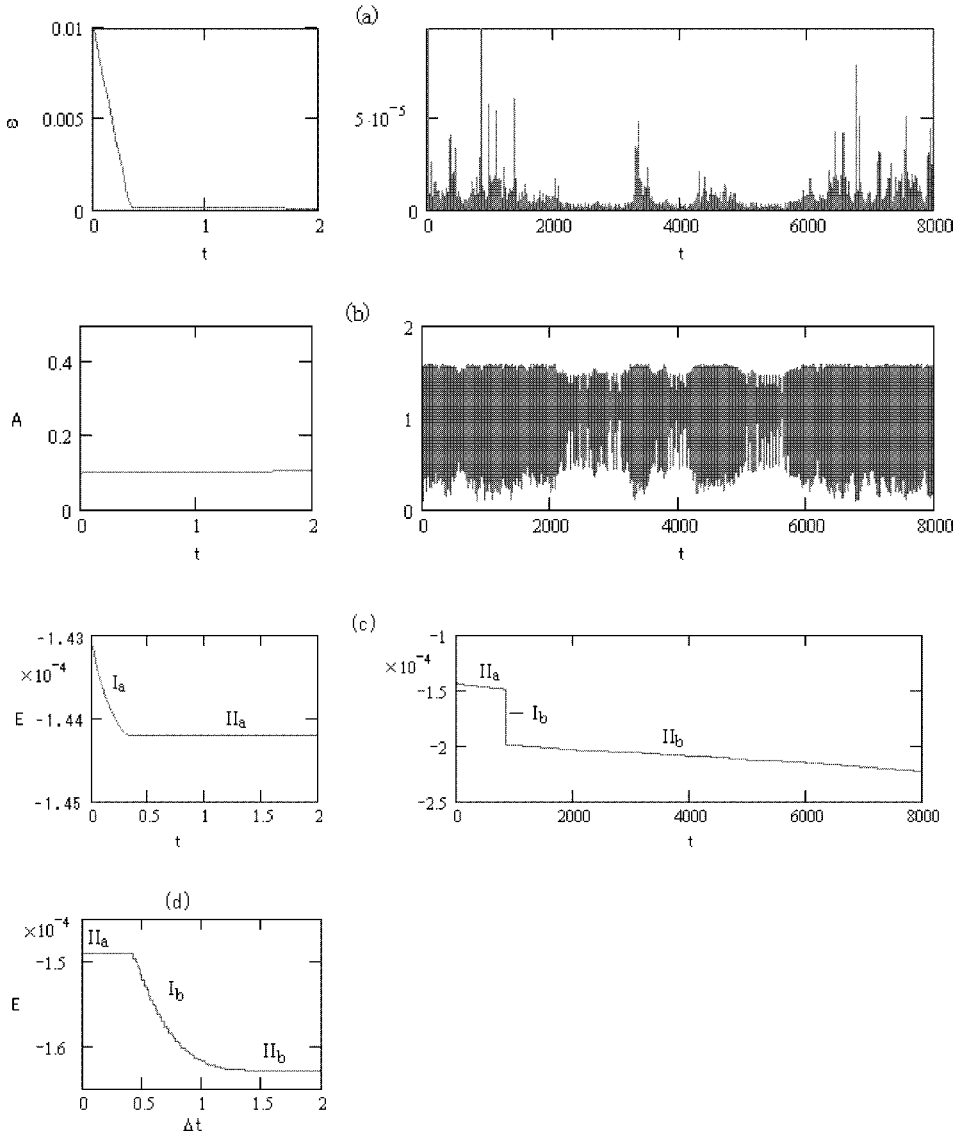 (a)
0.01
0.005
0
ω
0 1 2
t
5·10⁻⁵
0
0 2000 4000 6000 8000
t
(b)
0.4
0.2
0
A
0 1 2
t
2
1
0
0 2000 4000 6000 8000
t
(c)
-1.43
×10⁻⁴
E -1.44
-1.45
Iₐ
IIₐ
0 0.5 1 1.5 2
t
-1
×10⁻⁴
-1.5
-2
-2.5
IIₐ
I_b
II_b
0 2000 4000 6000 8000
t
(d)
×10⁻⁴
-1.5
E
-1.6
IIₐ
I_b
II_b
0 0.5 1 1.5 2
Δt